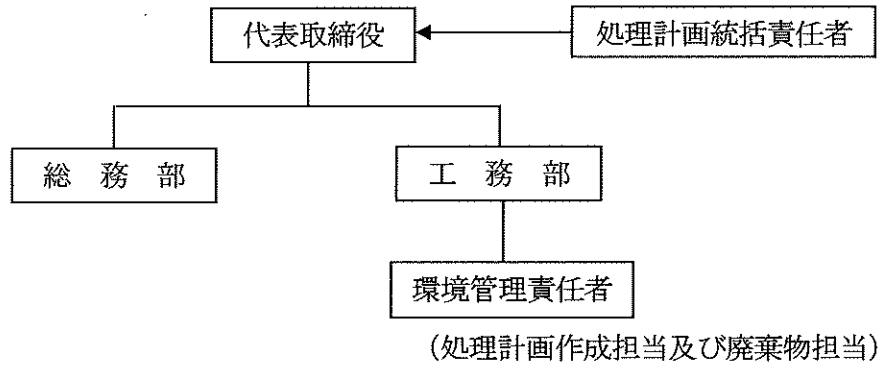 代表取締役
処理計画統括責任者
総務部
工務部
環境管理責任者
(処理計画作成担当及び廃棄物担当)